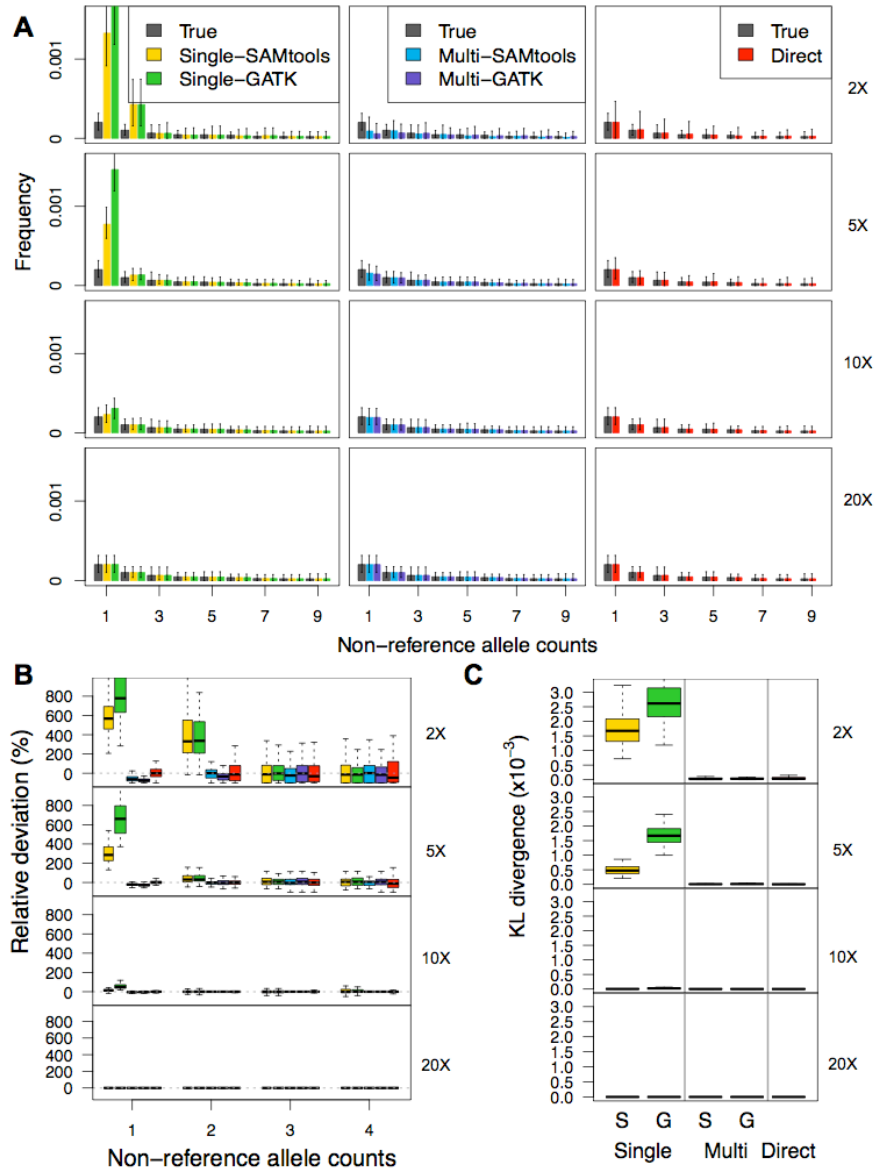 A
True
Single-SAMtools
Single-GATK
True
Multi-SAMtools
Multi-GATK
True
Direct
Frequency
0.001
0
2X
0.001
0
5X
0.001
0
10X
0.001
0
20X
1 3 5 7 9 1 3 5 7 9 1 3 5 7 9
Non-reference allele counts
B
Relative deviation (%)
800
600
400
200
0
2X
800
600
400
200
0
5X
800
600
400
200
0
10X
800
600
400
200
0
20X
1 2 3 4
Non-reference allele counts
C
KL divergence (x10⁻³)
3.0
2.5
2.0
1.5
1.0
0.5
0.0
2X
3.0
2.5
2.0
1.5
1.0
0.5
0.0
5X
3.0
2.5
2.0
1.5
1.0
0.5
0.0
10X
3.0
2.5
2.0
1.5
1.0
0.5
0.0
20X
S G S G
Single Multi Direct